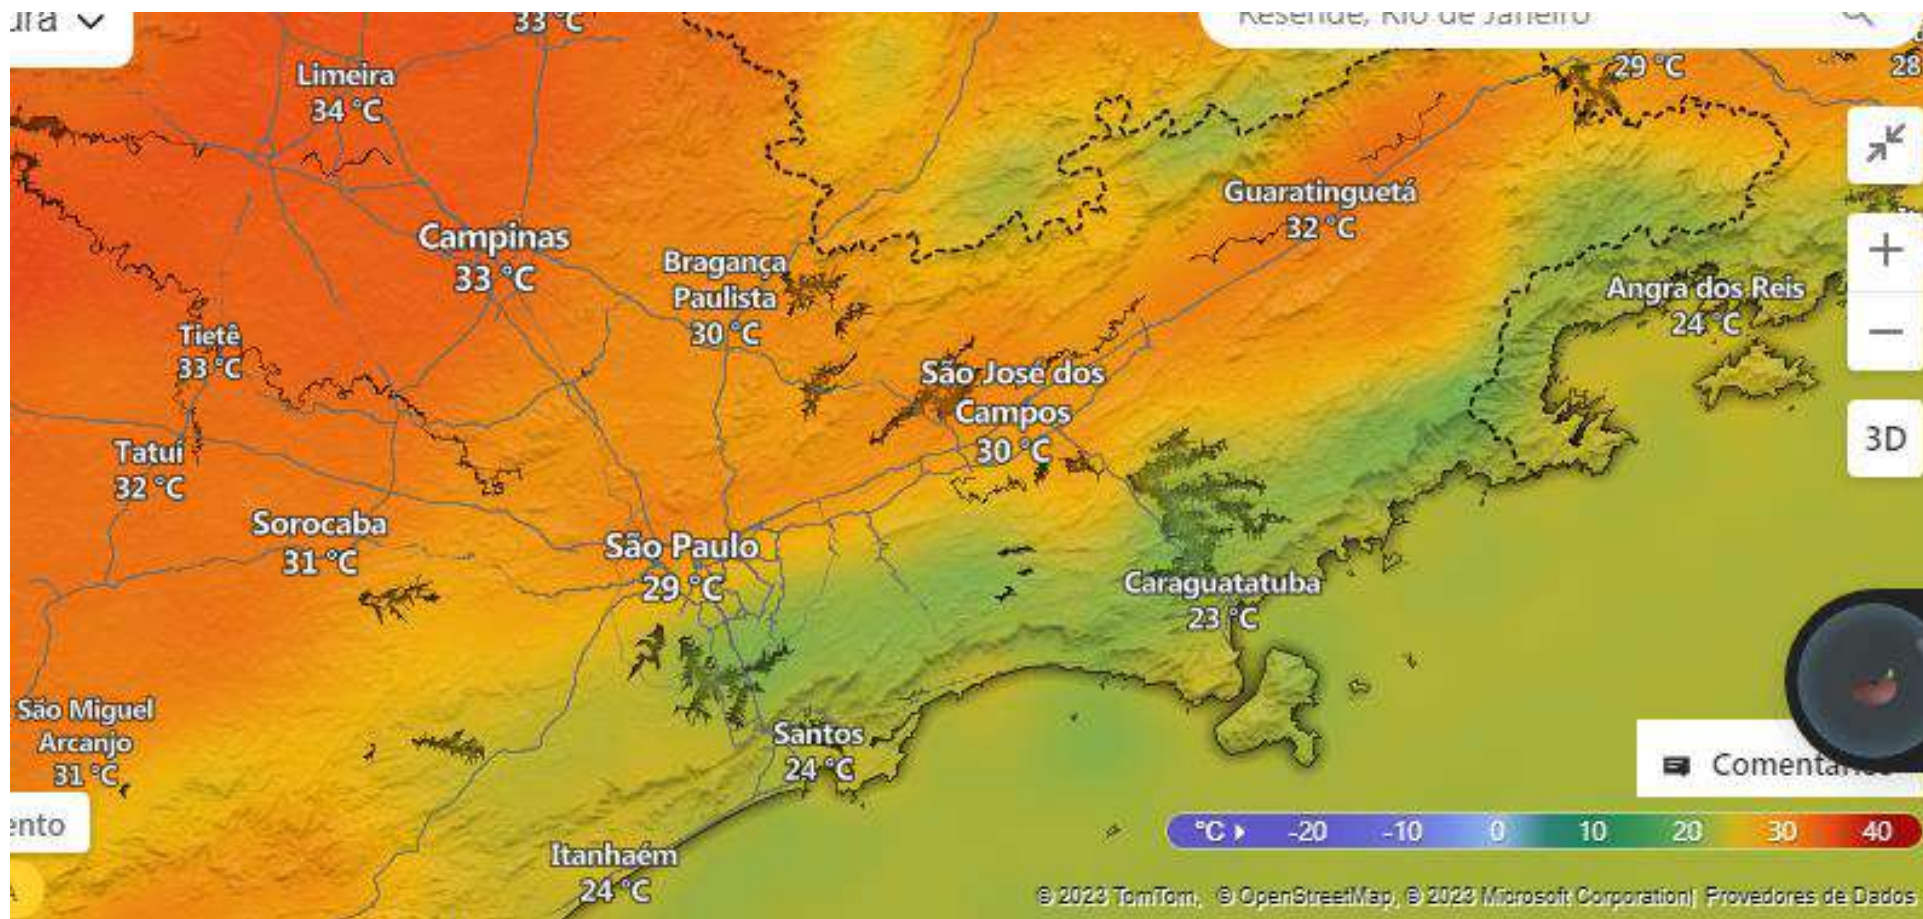 33 °C
Resende, Rio de Janeiro
Limeira
34 °C
29 °C
28
Campinas
33 °C
Guaratinguetá
32 °C
Bragança
Paulista
30 °C
Angra dos Reis
24 °C
Tietê
33 °C
São José dos
Campos
30 °C
3D
Tatuí
32 °C
Sorocaba
31 °C
São Paulo
29 °C
Caraguatatuba
23 °C
São Miguel
Arcanjo
31 °C
Santos
24 °C
ento
Itanhaém
24 °C
°C -20 -10 0 10 20 30 40
© 2023 TomTom, © OpenStreetMap, © 2023 Microsoft Corporation| Provedores de Dados